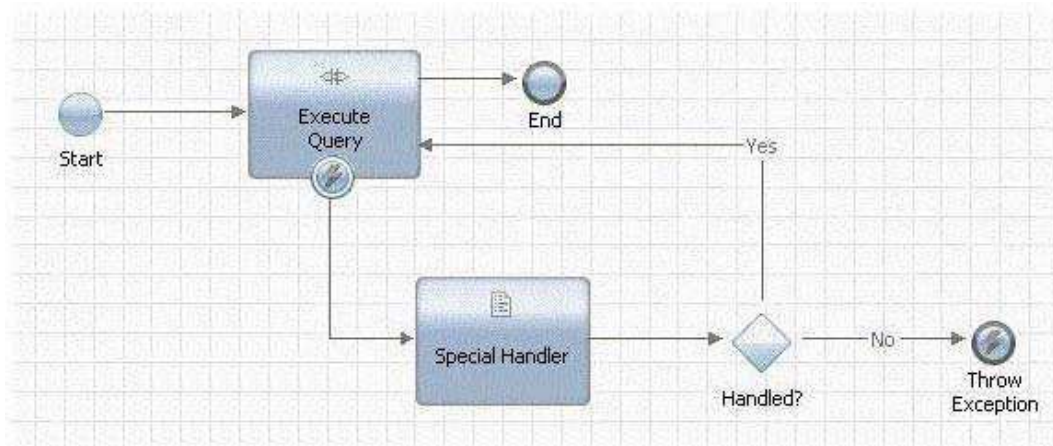 Start
Execute
Query
End
Yes
Special Handler
Handled?
No
Throw
Exception